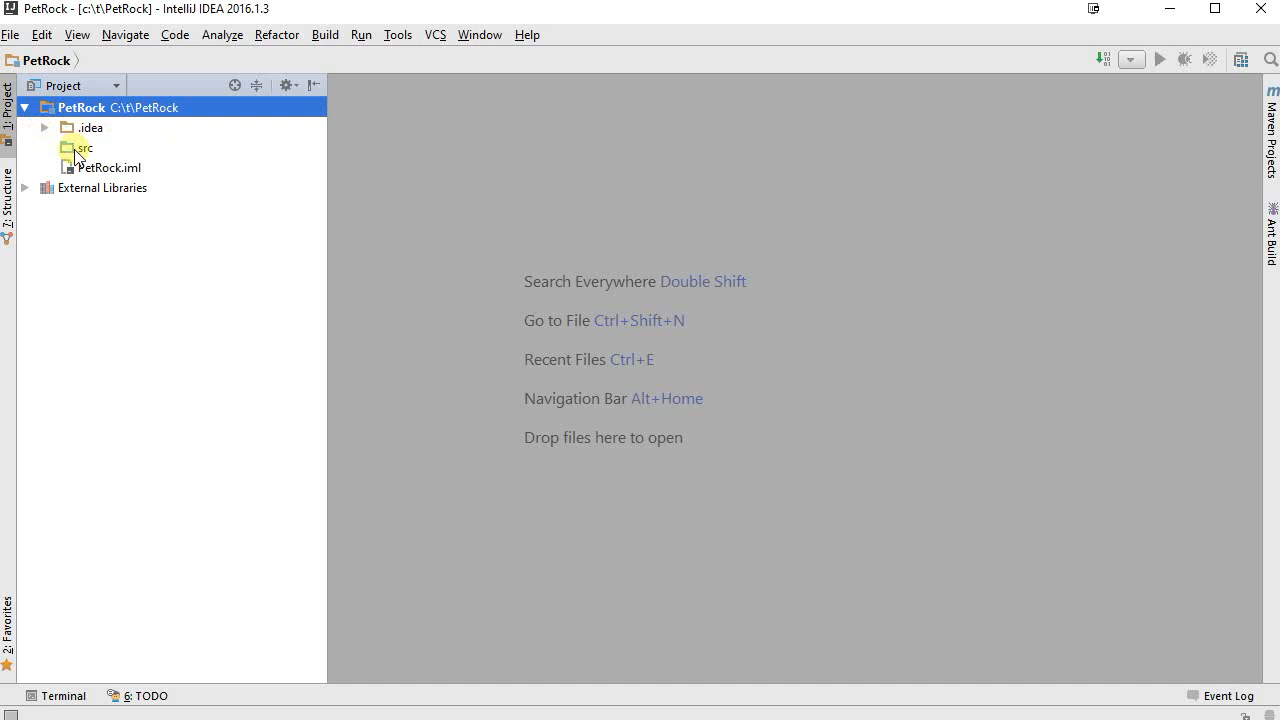 PetRock - [c:\t\PetRock] - IntelliJ IDEA 2016.1.3
File Edit View Navigate Code Analyze Refactor Build Run Tools VCS Window Help
PetRock
Project
PetRock C:\t\PetRock
.idea
src
PetRock.iml
External Libraries
1: Project
7: Structure
2: Favorites
Search Everywhere Double Shift
Go to File Ctrl+Shift+N
Recent Files Ctrl+E
Navigation Bar Alt+Home
Drop files here to open
Maven Projects
Ant Build
Terminal 6: TODO Event Log